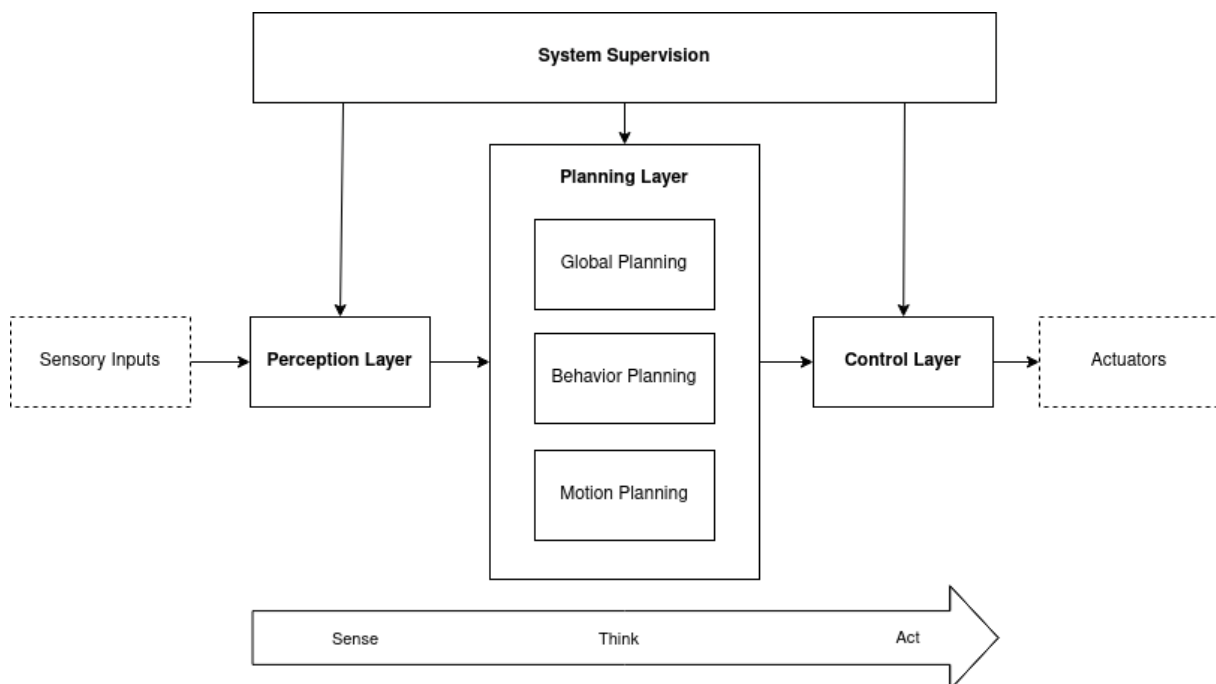 System Supervision
Planning Layer
Global Planning
Sensory Inputs
Perception Layer
Behavior Planning
Control Layer
Actuators
Motion Planning
Sense
Think
Act